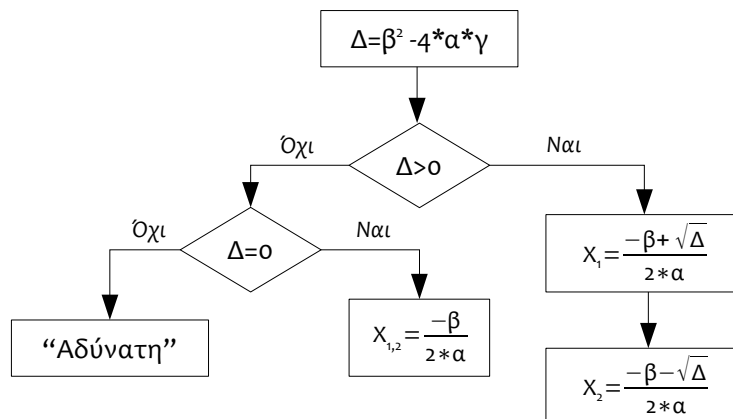 Δ=β² -4*α*γ
Όχι
Δ>0
Ναι
Όχι
Δ=0
Ναι
X₁=(-β+√Δ)/(2*α)
“Αδύνατη”
X₁,₂=(-β)/(2*α)
X₂=(-β-√Δ)/(2*α)